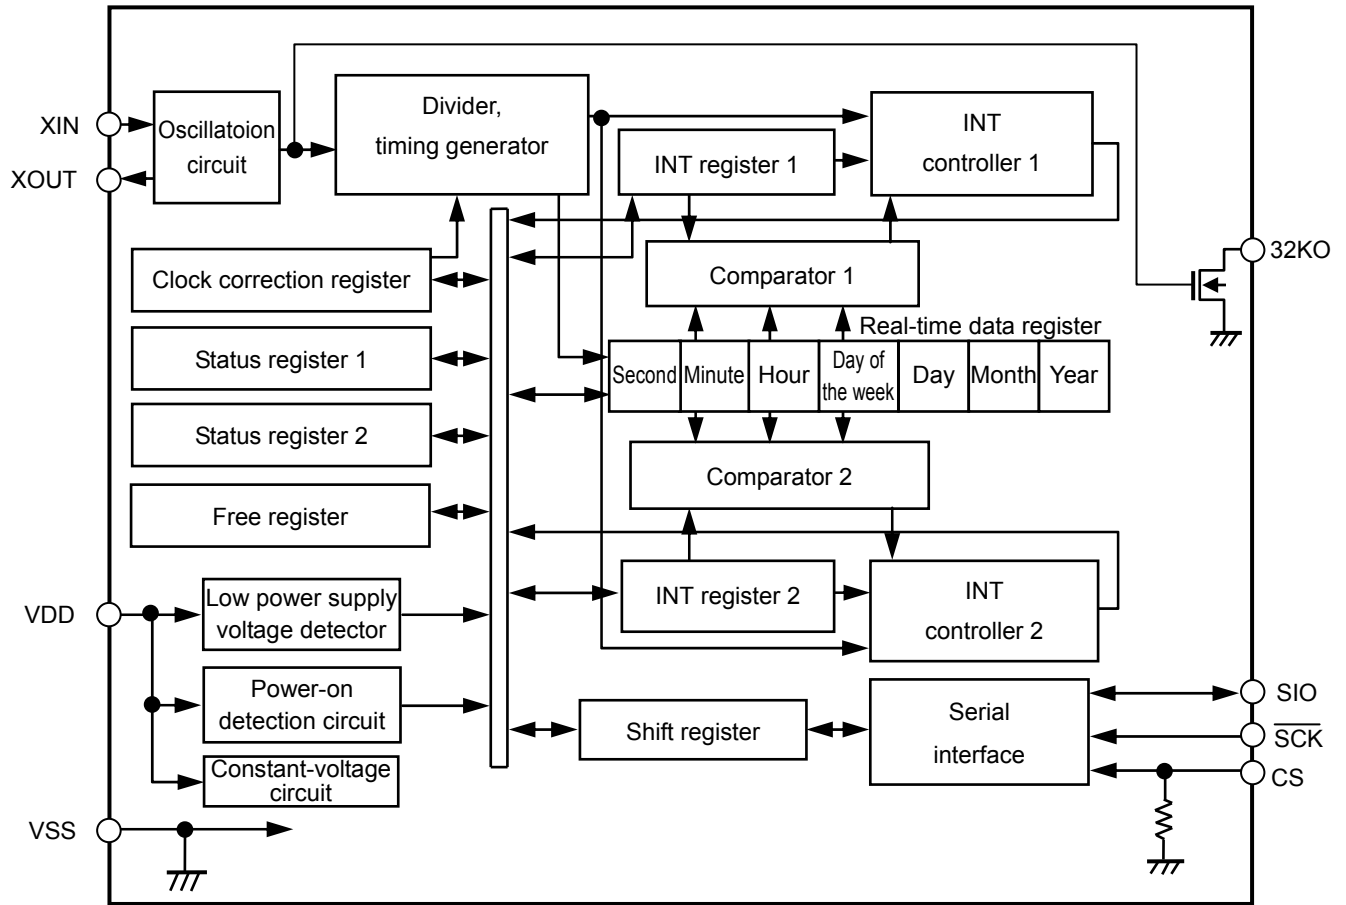 XIN
XOUT
Oscillatoion
circuit
Divider,
timing generator
INT register 1
INT
controller 1
32KO
Clock correction register
Comparator 1
Real-time data register
Status register 1
Second
Minute
Hour
Day of
the week
Day
Month
Year
Status register 2
Comparator 2
Free register
VDD
Low power supply
voltage detector
INT register 2
INT
controller 2
Power-on
detection circuit
Shift register
Serial
interface
SIO
SCK
CS
Constant-voltage
circuit
VSS